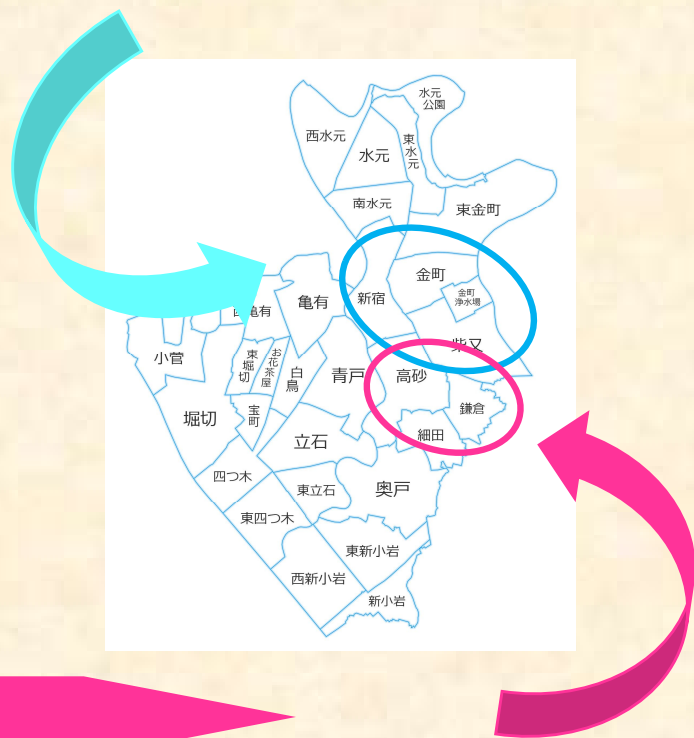 水元
公園
西水元
水元
東水元
南水元
東金町
金町
金町
浄水場
新宿
亀有
西亀有
柴又
小菅
東堀切
お花茶屋
白鳥
青戸
高砂
鎌倉
堀切
宝町
細田
立石
四つ木
東立石
奥戸
東四つ木
東新小岩
西新小岩
新小岩